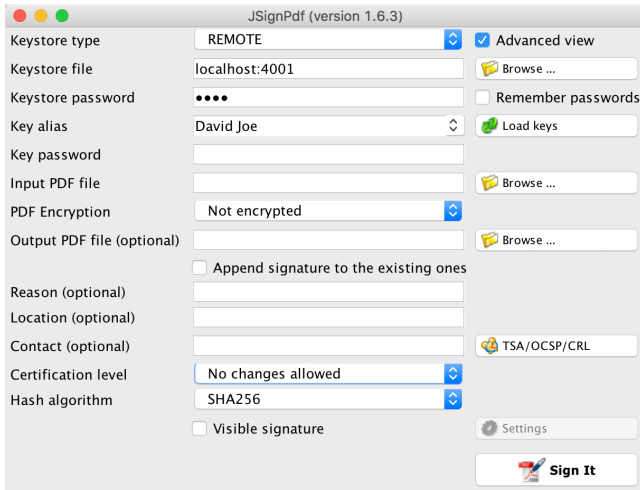 JSignPdf (version 1.6.3)
Keystore type REMOTE Advanced view
Keystore file localhost:4001 Browse ...
Keystore password •••• Remember passwords
Key alias David Joe Load keys
Key password
Input PDF file Browse ...
PDF Encryption Not encrypted
Output PDF file (optional) Browse ...
Append signature to the existing ones
Reason (optional)
Location (optional)
Contact (optional) TSA/OCSP/CRL
Certification level No changes allowed
Hash algorithm SHA256
Visible signature Settings
Sign It